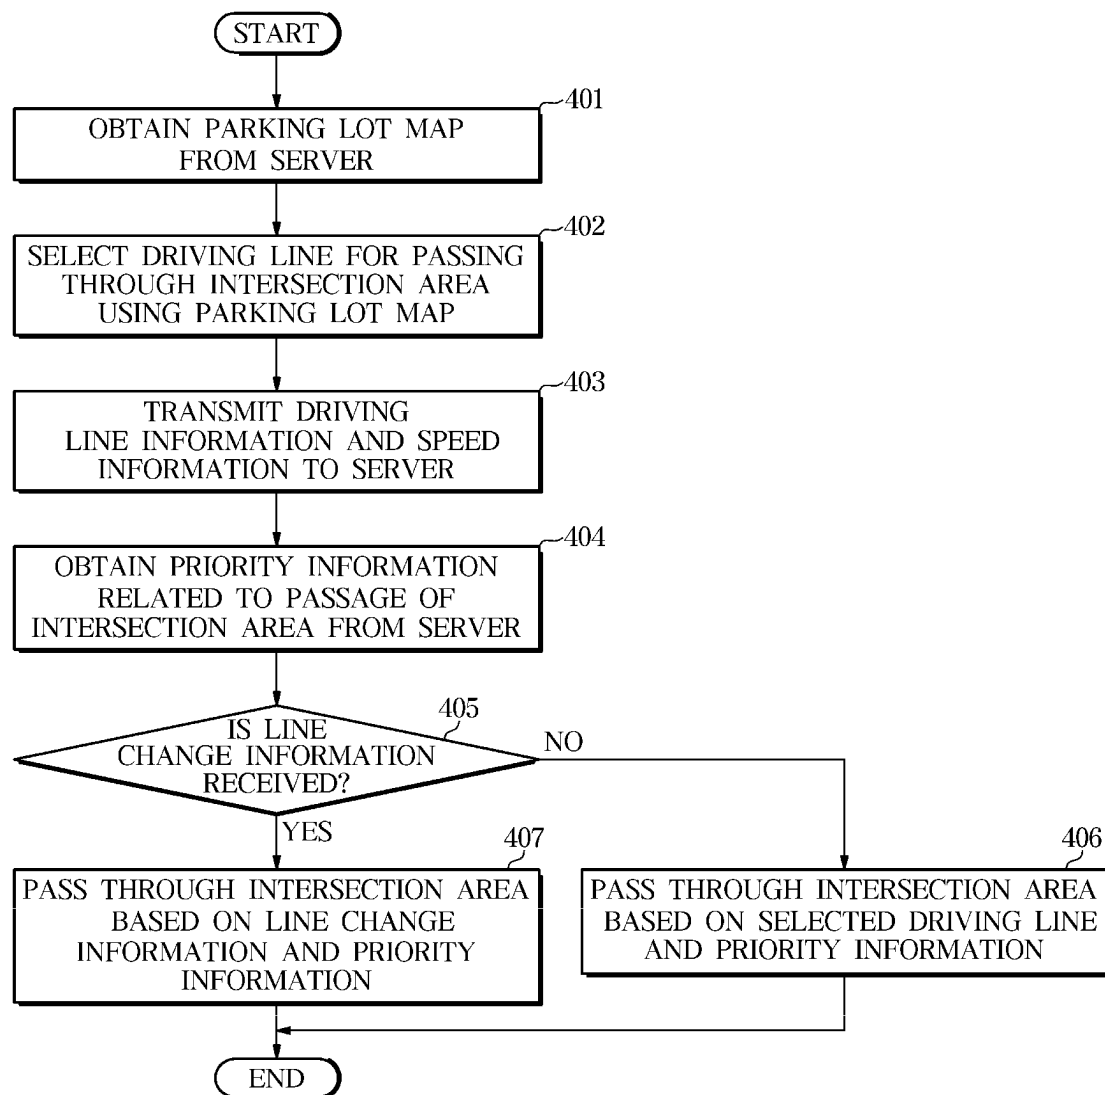 START
401
OBTAIN PARKING LOT MAP
FROM SERVER
402
SELECT DRIVING LINE FOR PASSING
THROUGH INTERSECTION AREA
USING PARKING LOT MAP
403
TRANSMIT DRIVING
LINE INFORMATION AND SPEED
INFORMATION TO SERVER
404
OBTAIN PRIORITY INFORMATION
RELATED TO PASSAGE OF
INTERSECTION AREA FROM SERVER
405
IS LINE
CHANGE INFORMATION
RECEIVED?
NO
YES
407
PASS THROUGH INTERSECTION AREA
BASED ON LINE CHANGE
INFORMATION AND PRIORITY
INFORMATION
406
PASS THROUGH INTERSECTION AREA
BASED ON SELECTED DRIVING LINE
AND PRIORITY INFORMATION
END